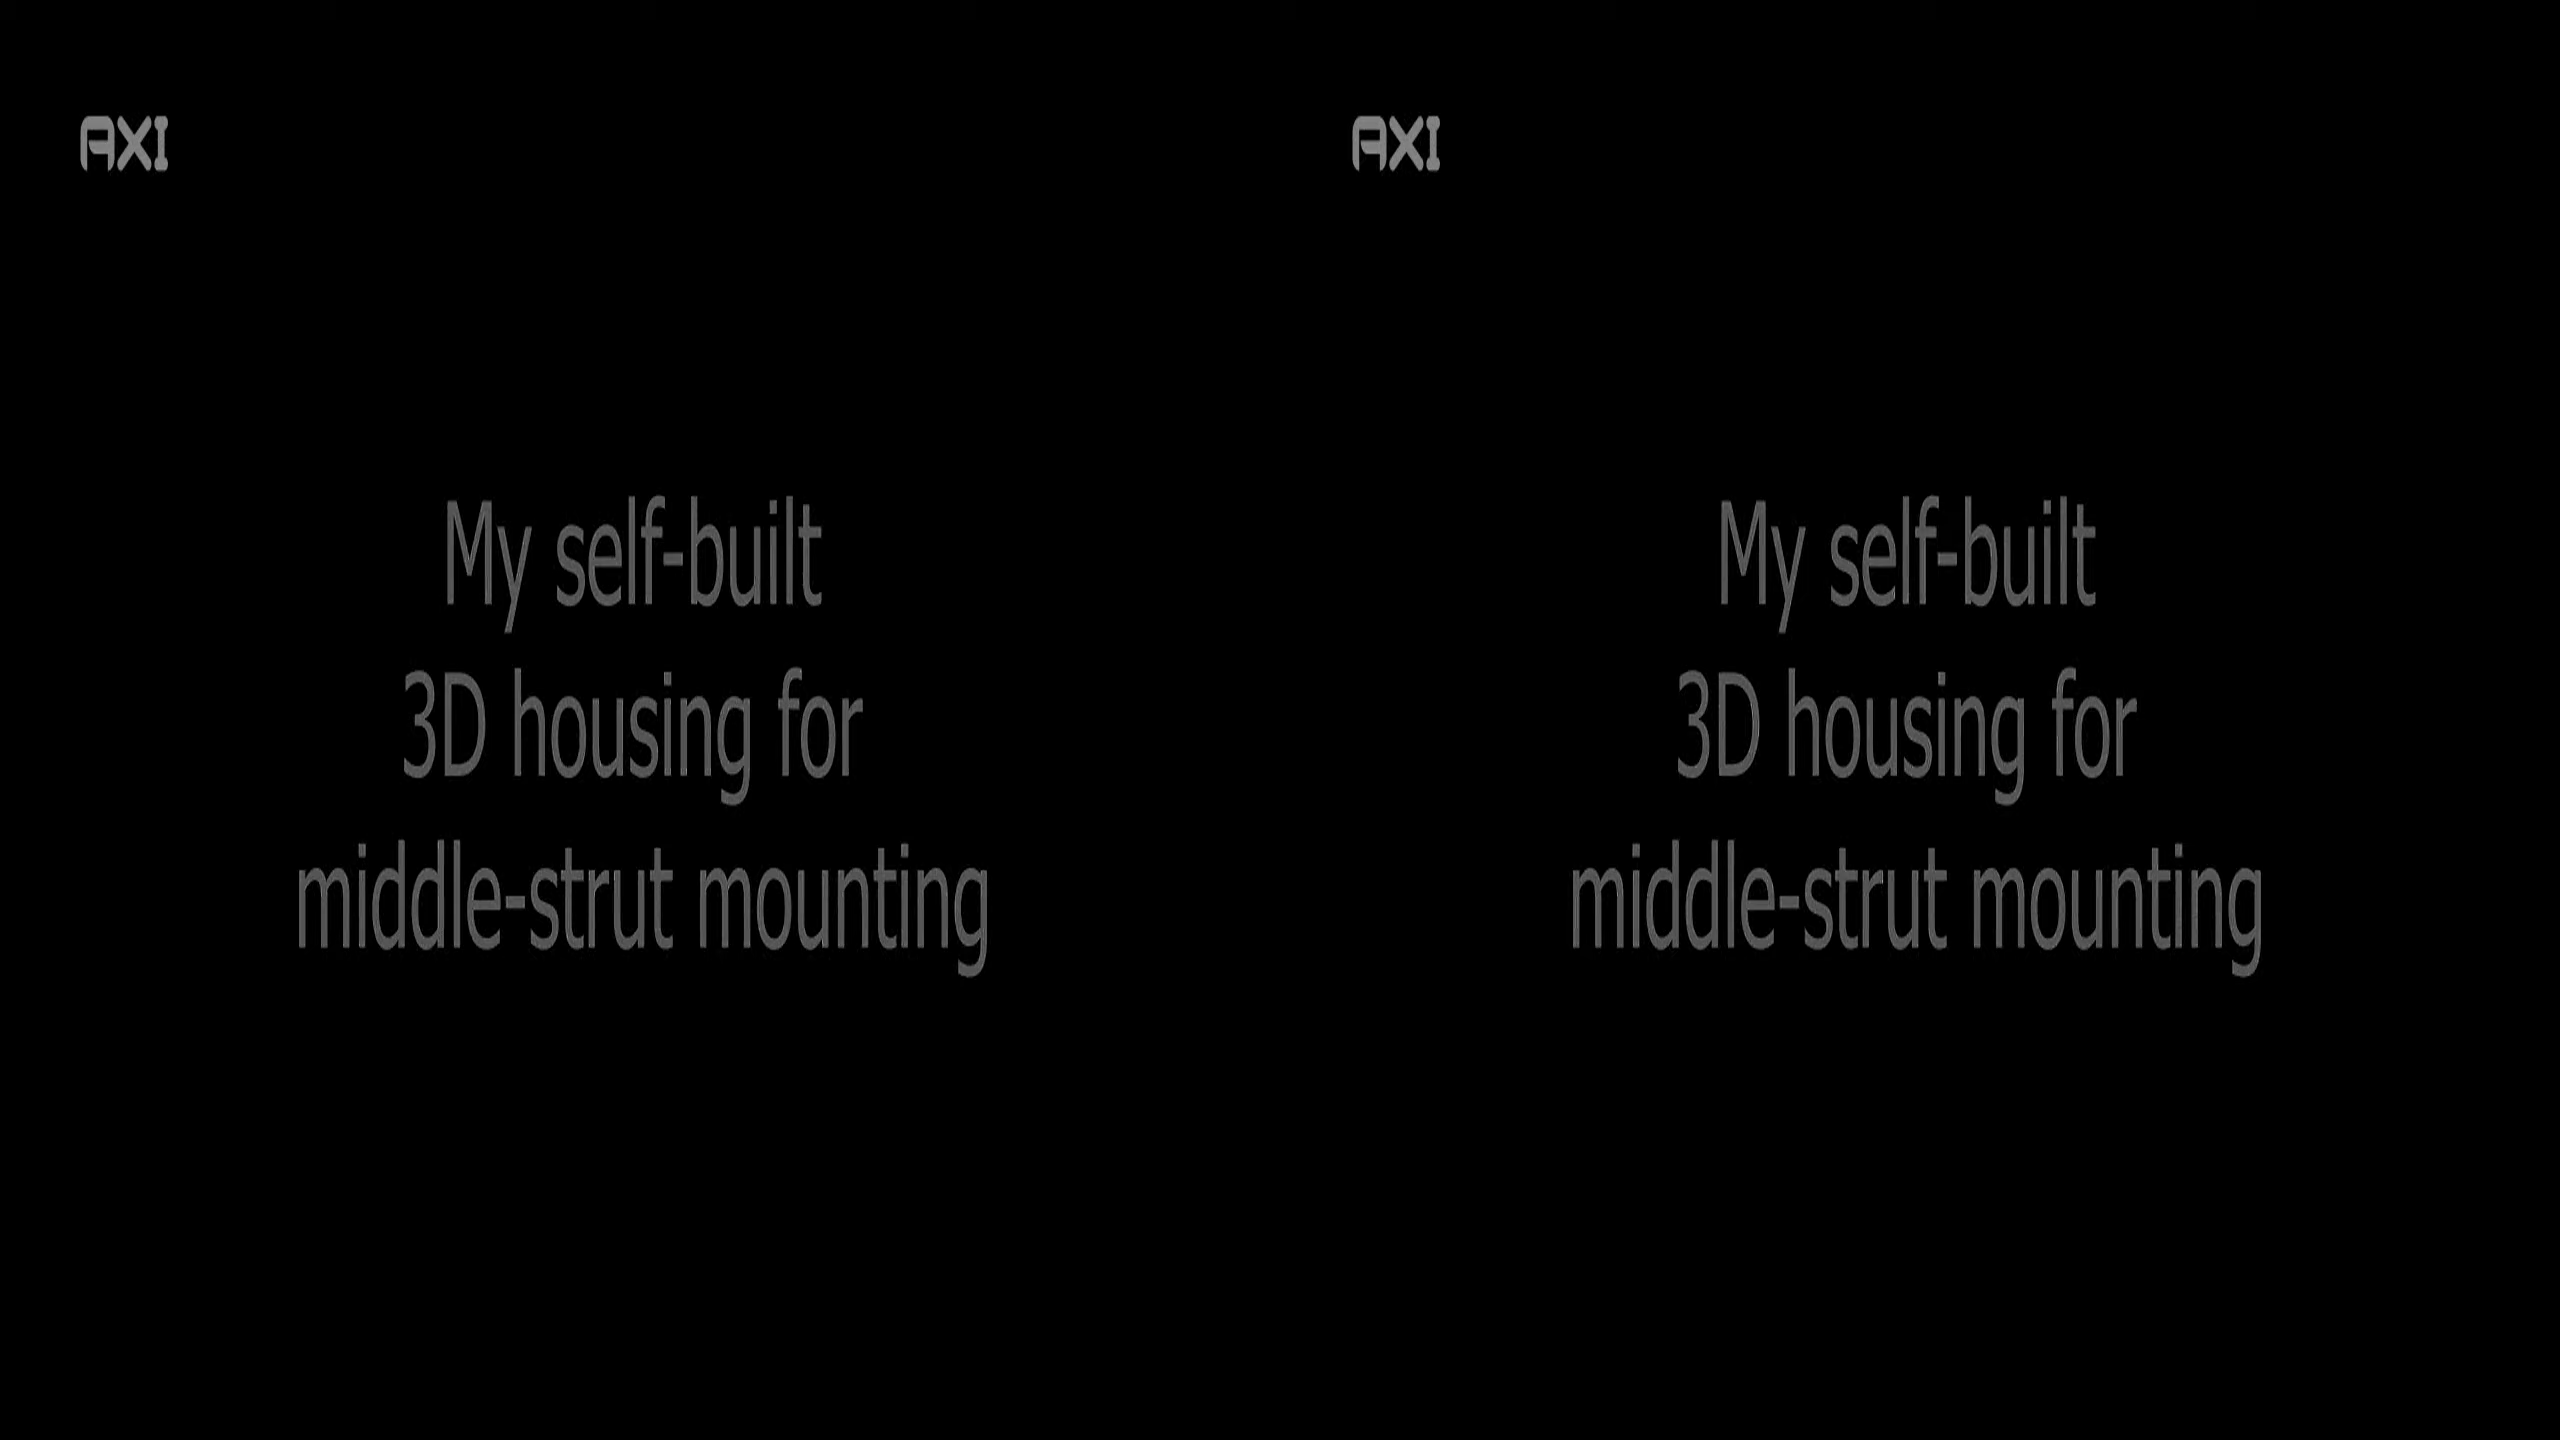 AXI
AXI
My self-built
3D housing for
middle-strut mounting
My self-built
3D housing for
middle-strut mounting